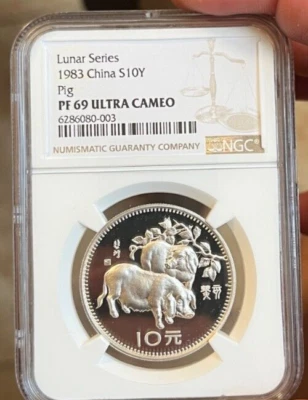 Lunar Series
1983 China S10Y
Pig
PF 69 ULTRA CAMEO
6286080-003
NUMISMATIC GUARANTY COMPANY
NGC
10元